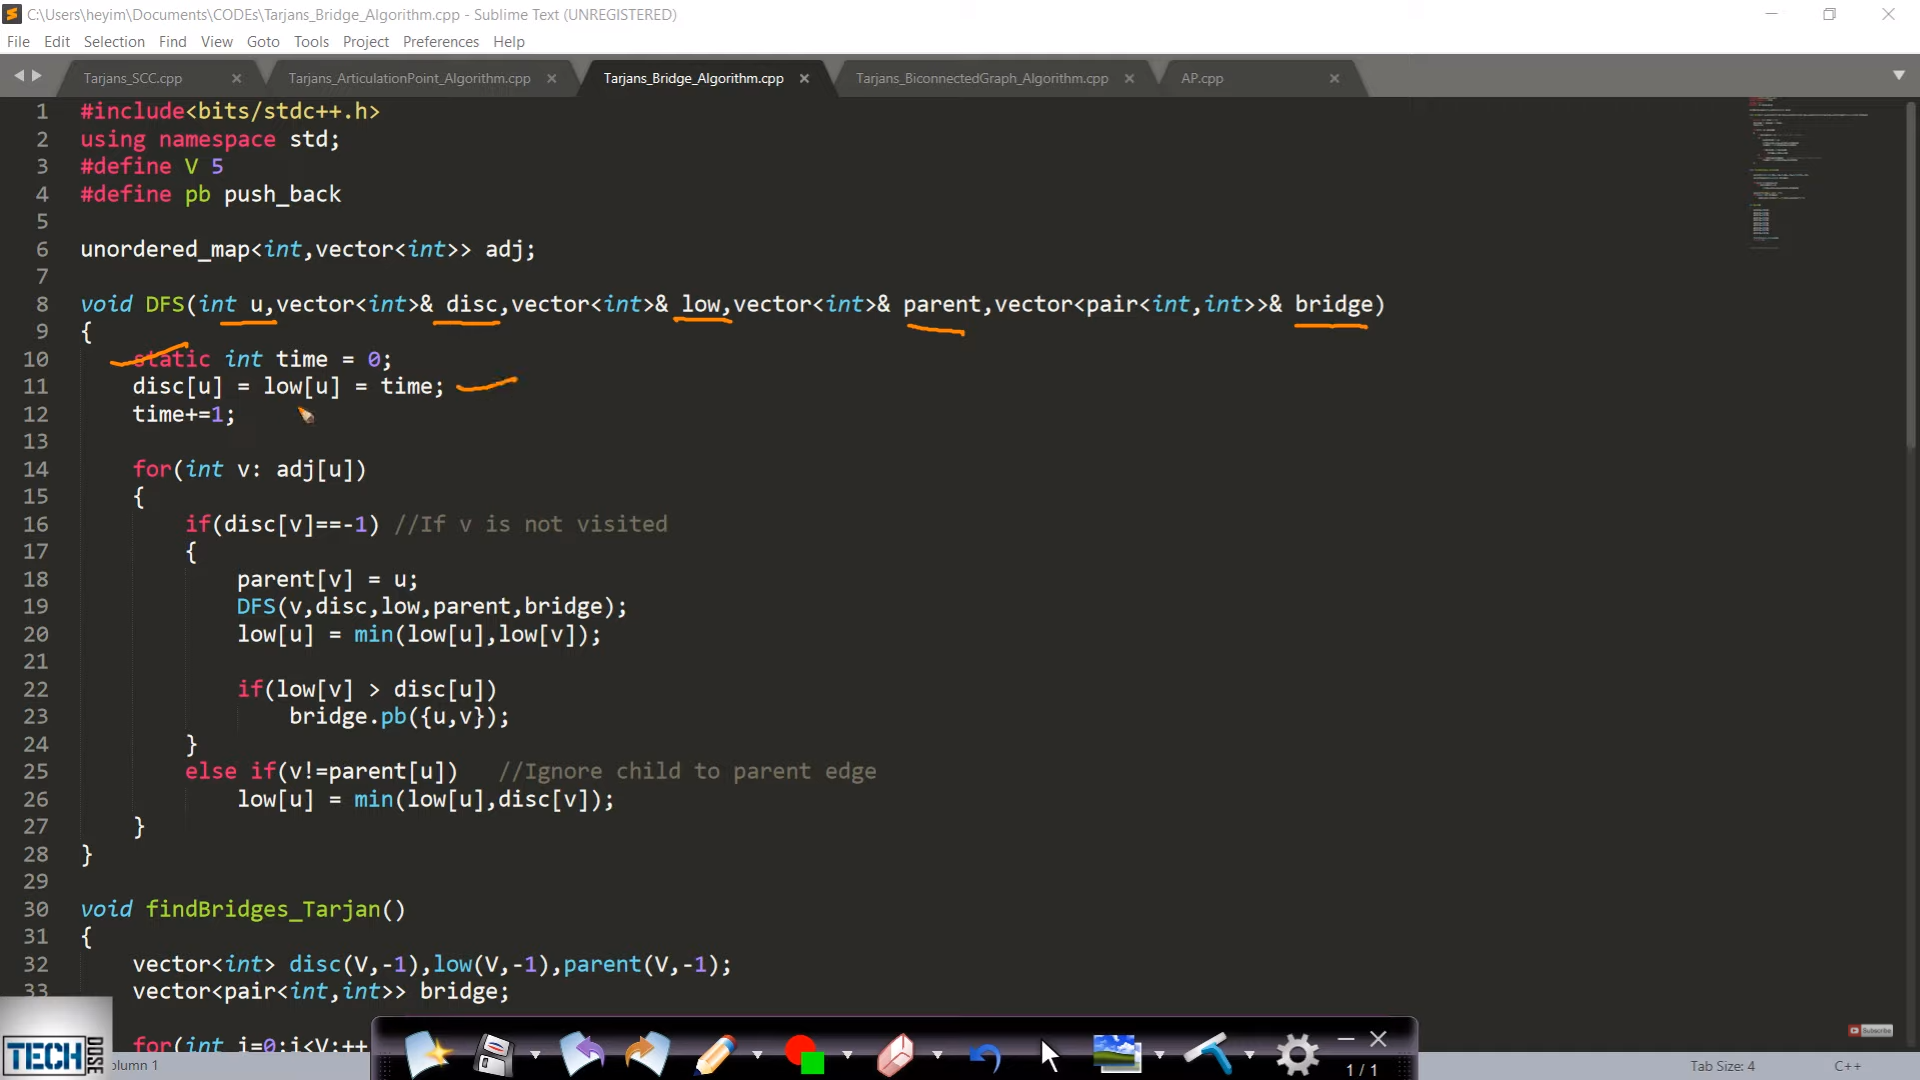 C:\Users\heyim\Documents\CODEs\Tarjans_Bridge_Algorithm.cpp - Sublime Text (UNREGISTERED)
File Edit Selection Find View Goto Tools Project Preferences Help
Tarjans_SCC.cpp Tarjans_ArticulationPoint_Algorithm.cpp Tarjans_Bridge_Algorithm.cpp Tarjans_BiconnectedGraph_Algorithm.cpp AP.cpp
1 #include<bits/stdc++.h>
2 using namespace std;
3 #define V 5
4 #define pb push_back
5
6 unordered_map<int,vector<int>> adj;
7
8 void DFS(int u,vector<int>& disc,vector<int>& low,vector<int>& parent,vector<pair<int,int>>& bridge)
9 {
10 static int time = 0;
11 disc[u] = low[u] = time;
12 time+=1;
13
14 for(int v: adj[u])
15 {
16 if(disc[v]==-1) //If v is not visited
17 {
18 parent[v] = u;
19 DFS(v,disc,low,parent,bridge);
20 low[u] = min(low[u],low[v]);
21
22 if(low[v] > disc[u])
23 bridge.pb({u,v});
24 }
25 else if(v!=parent[u]) //Ignore child to parent edge
26 low[u] = min(low[u],disc[v]);
27 }
28 }
29
30 void findBridges_Tarjan()
31 {
32 vector<int> disc(V,-1),low(V,-1),parent(V,-1);
33 vector<pair<int,int>> bridge;
for(int i=0;i<V;++
TECH DOSE
olumn 1
1 / 1
Subscribe
Tab Size: 4 C++